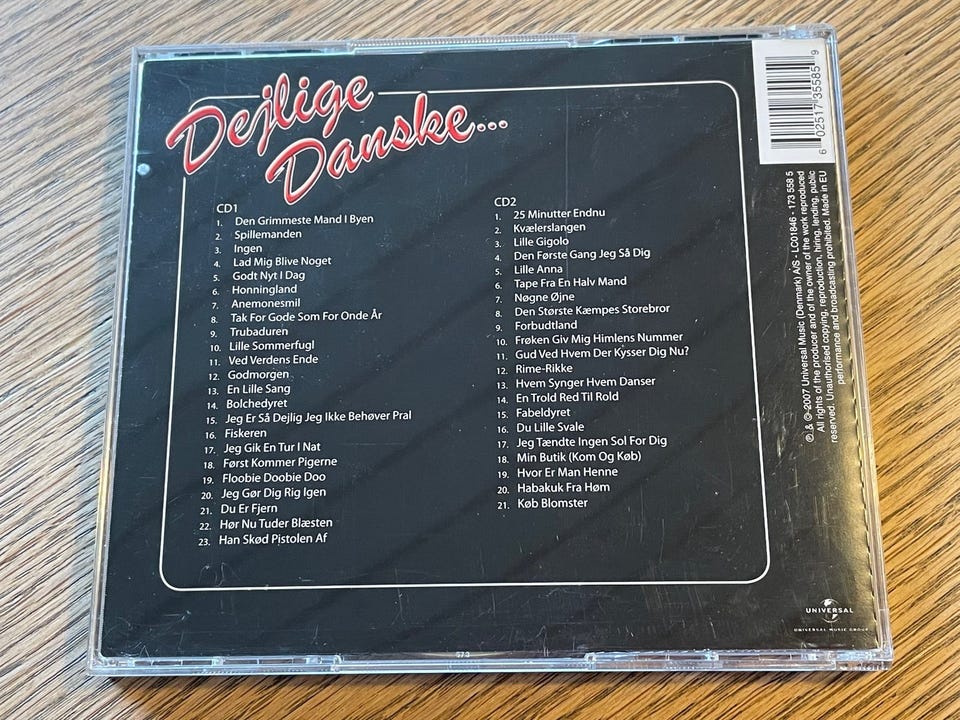 Dejlige
Danske...
CD1
1. Den Grimmeste Mand I Byen
2. Spillemanden
3. Ingen
4. Lad Mig Blive Noget
5. Godt Nyt I Dag
6. Honningland
7. Anemonesmil
8. Tak For Gode Som For Onde År
9. Trubaduren
10. Lille Sommerfugl
11. Ved Verdens Ende
12. Godmorgen
13. En Lille Sang
14. Bolchedyret
15. Jeg Er Så Dejlig Jeg Ikke Behøver Pral
16. Fiskeren
17. Jeg Gik En Tur I Nat
18. Først Kommer Pigerne
19. Floobie Doobie Doo
20. Jeg Gør Dig Rig Igen
21. Du Er Fjern
22. Hør Nu Tuder Blæsten
23. Han Skød Pistolen Af
CD2
1. 25 Minutter Endnu
2. Kvælerslangen
3. Lille Gigolo
4. Den Første Gang Jeg Så Dig
5. Lille Anna
6. Tape Fra En Halv Mand
7. Nøgne Øjne
8. Den Største Kæmpes Storebror
9. Forbudtland
10. Frøken Giv Mig Himlens Nummer
11. Gud Ved Hvem Der Kysser Dig Nu?
12. Rime-Rikke
13. Hvem Synger Hvem Danser
14. En Trold Red Til Rold
15. Fabeldyret
16. Du Lille Svale
17. Jeg Tændte Ingen Sol For Dig
18. Min Butik (Kom Og Køb)
19. Hvor Er Man Henne
20. Habakuk Fra Høm
21. Køb Blomster
6 02517 35585 9
℗ & © 2007 Universal Music (Denmark) A/S - LC01846 - 173 558 5
All rights of the producer and of the owner of the work reproduced
reserved. Unauthorised copying, reproduction, hiring, lending, public
performance and broadcasting prohibited. Made in EU
UNIVERSAL
UNIVERSAL MUSIC GROUP